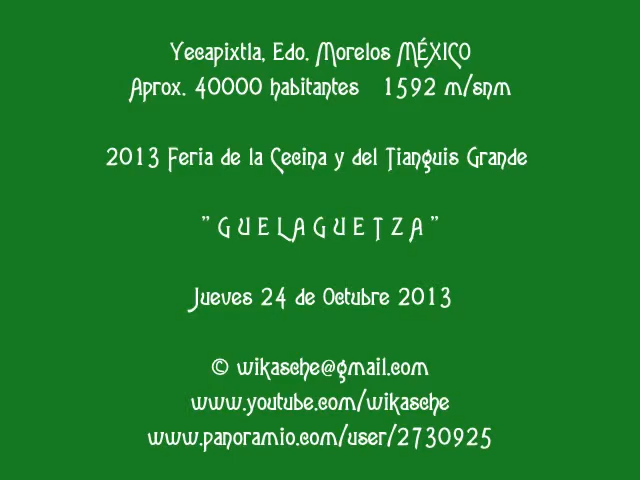 Yecapixtla, Edo. Morelos MÉXICO
Aprox. 40000 habitantes 1592 m/snm
2013 Feria de la Cecina y del Tianguis Grande
" G U E L A G U E T Z A "
Jueves 24 de Octubre 2013
© wikasche@gmail.com
www.youtube.com/wikasche
www.panoramio.com/user/2730925